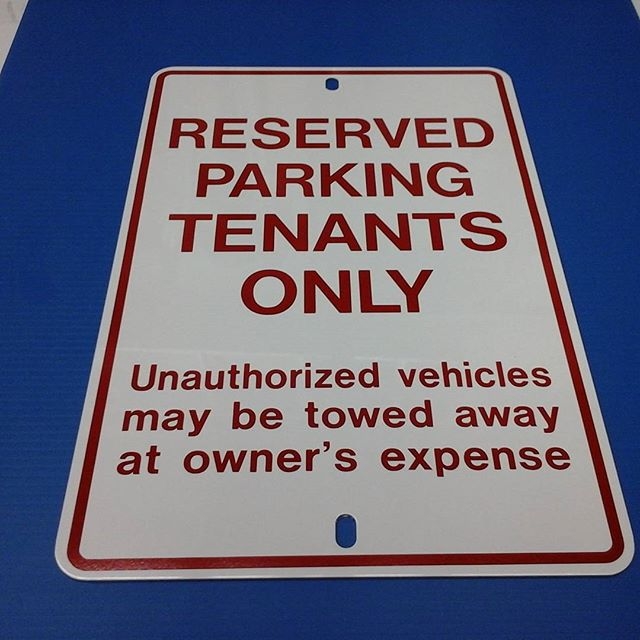 RESERVED
PARKING
TENANTS
ONLY
Unauthorized vehicles
may be towed away
at owner's expense